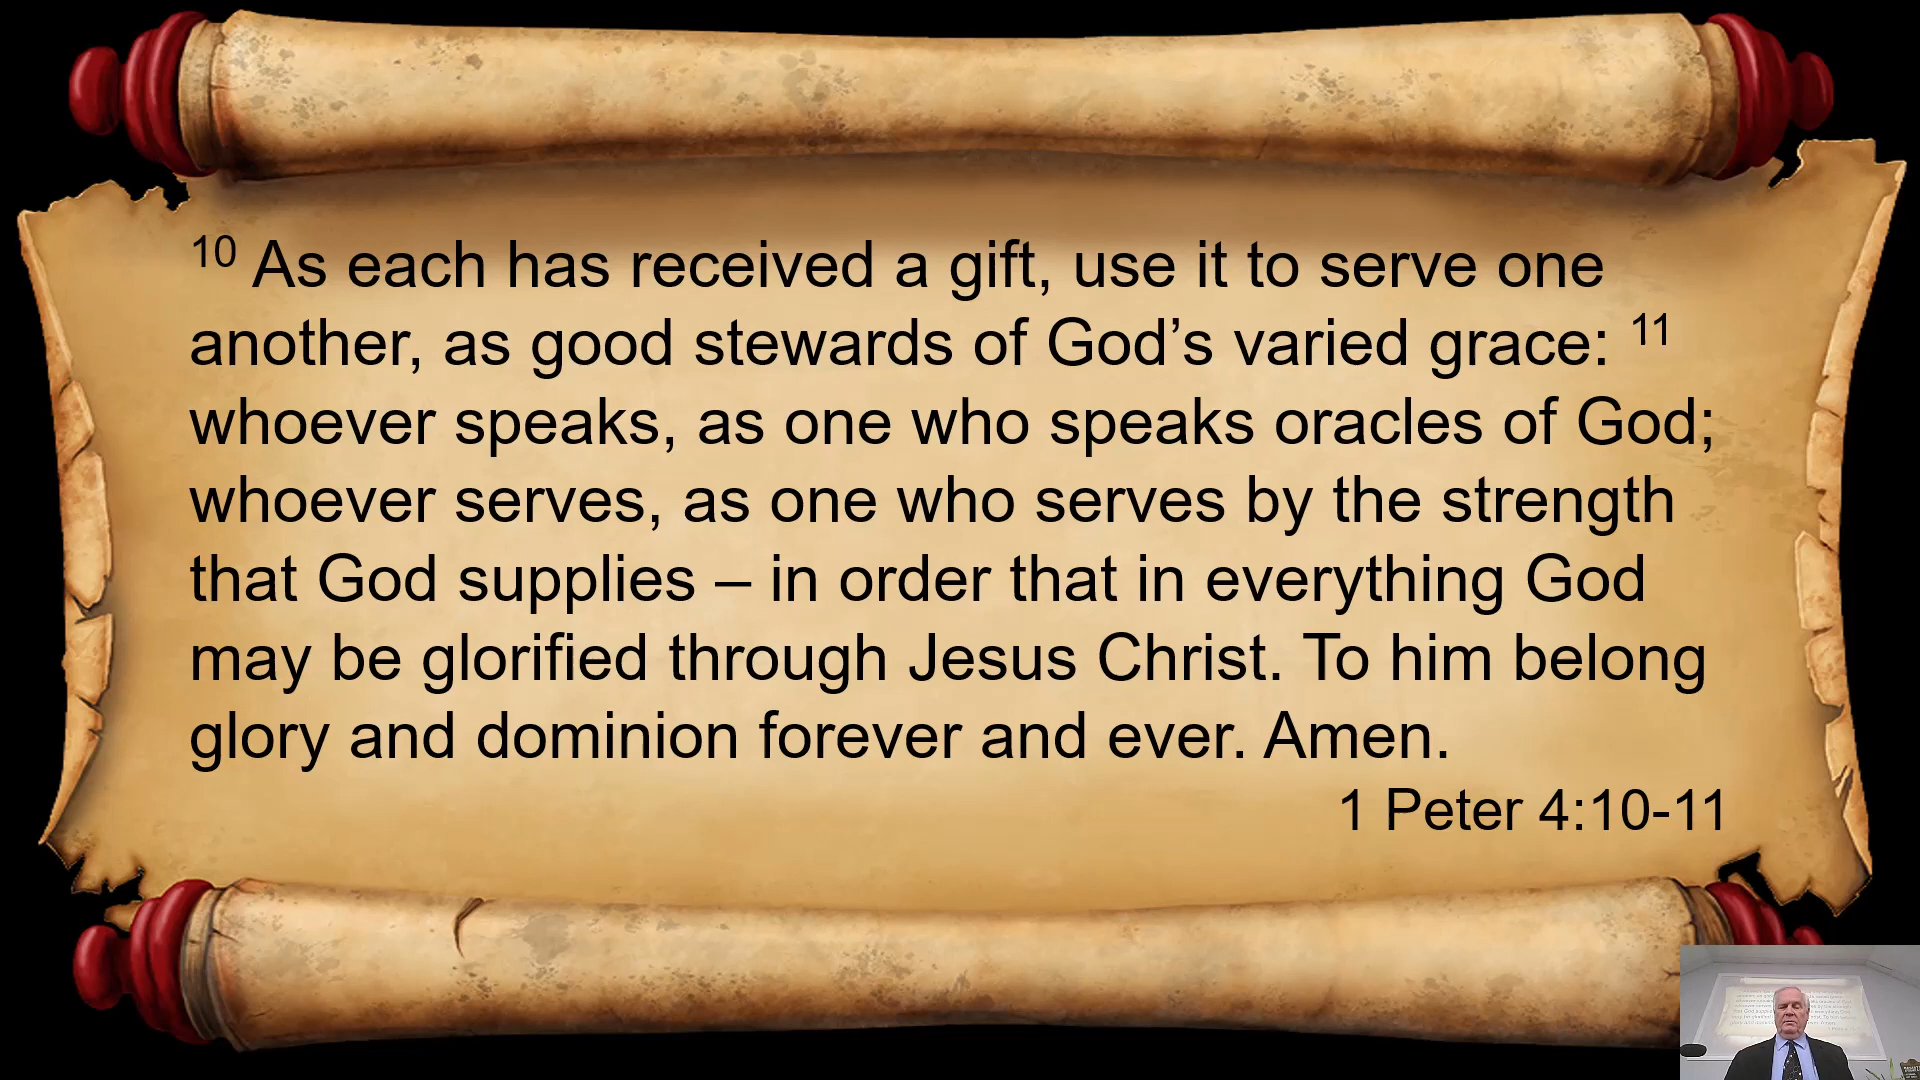 10 As each has received a gift, use it to serve one
another, as good stewards of God’s varied grace: 11
whoever speaks, as one who speaks oracles of God;
whoever serves, as one who serves by the strength
that God supplies – in order that in everything God
may be glorified through Jesus Christ. To him belong
glory and dominion forever and ever. Amen.
1 Peter 4:10-11